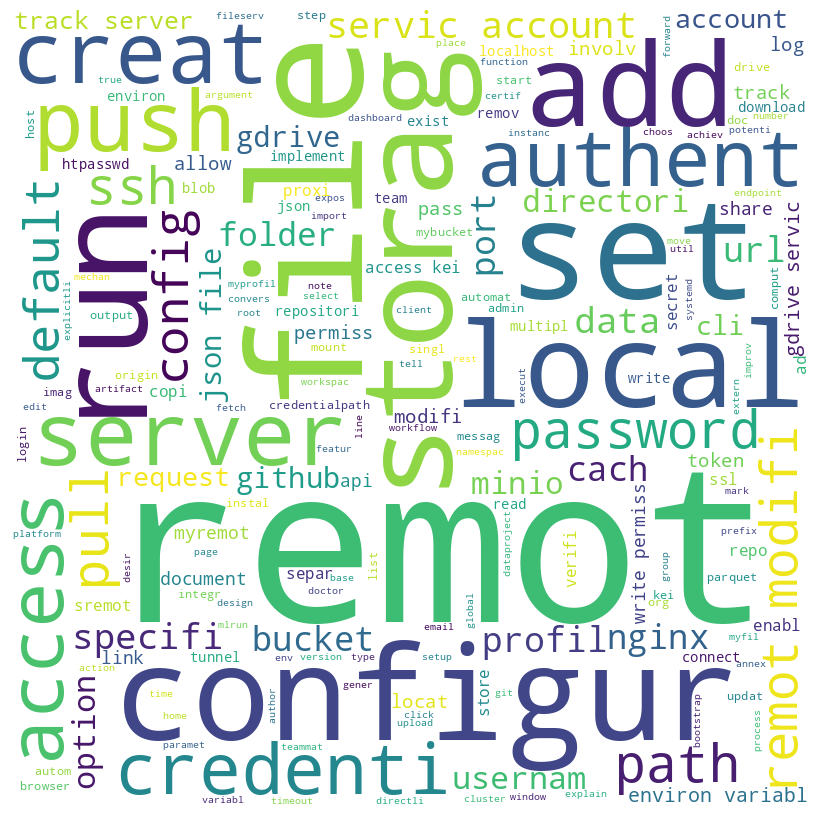 track server
fileserv
step
servic account
account
creat
localhost
involv
log
forward
place
function
true
environ
argument
push
gdrive
file
storag
add
start
certif
track
drive
download
doc
number
host
dashboard
exist
remov
instanc
choos
achiev
potenti
htpasswd
allow
implement
authent
ssh
blob
proxi
expos
team
pass
directori
endpoint
json
import
mybucket
share
default
run
config
folder
port
url
mechan
myprofil
note
access kei
move
util
convers
select
client
automat
secret
systemd
comput
gdrive servic
set
explicitli
output
json file
root
repositori
admin
multipl
data
cli
permiss
mount
tell
singl
rest
improv
ad
origin
workspac
local
write
execut
extern
imag
artifact
copi
edit
fetch
credentialpath
modifi
workflow
line
messag
password
login
server
featur
namespac
request
github
api
minio
cach
token
ssl
mark
access
pull
instal
read
remot
prefix
remot modifi
platform
desir
myremot
page
list
dataproject
verifi
write permiss
repo
document
separ
base
integr
design
doctor
global
group
kei
parquet
org
sremot
mlrun
email
enabl
specifi
bucket
profil
nginx
myfil
link
tunnel
env
version
type
setup
git
connect
annex
action
option
configur
time
gener
locat
store
updat
home
author
click
upload
bootstrap
process
paramet
teammat
autom
browser
credenti
usernam
path
variabl
timeout
directli
cluster
window
explain
environ variabl